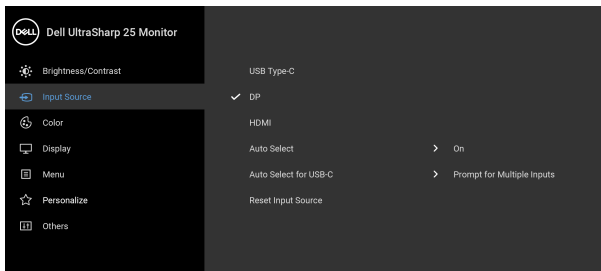 DELL Dell UltraSharp 25 Monitor
Brightness/Contrast
USB Type-C
Input Source
DP
Color
HDMI
Display
Auto Select
On
Menu
Auto Select for USB-C
Prompt for Multiple Inputs
Personalize
Reset Input Source
Others